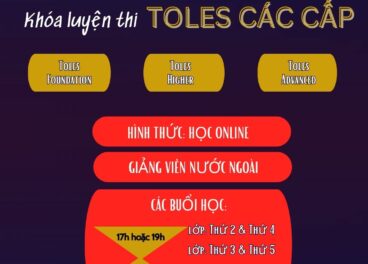 Khóa luyện thi TOLES CÁC CẤP
TOLES FOUNDATION
TOLES HIGHER
TOLES ADVANCED
HÌNH THỨC: HỌC ONLINE
GIẢNG VIÊN NƯỚC NGOÀI
CÁC BUỔI HỌC:
17h hoặc 19h
LỚP: THỨ 2 & THỨ 4
LỚP: THỨ 3 & THỨ 5